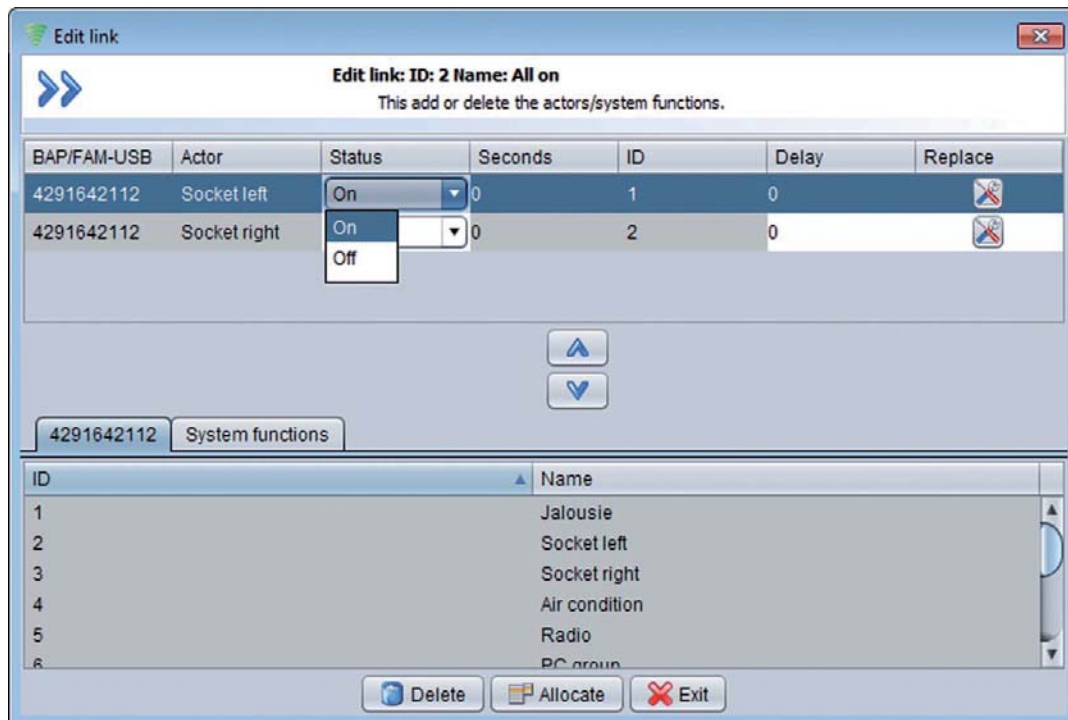 Edit link
Edit link: ID: 2 Name: All on
This add or delete the actors/system functions.
BAP/FAM-USB Actor Status Seconds ID Delay Replace
4291642112 Socket left On 0 1 0
4291642112 Socket right 0 2 0
On
Off
4291642112 System functions
ID Name
1 Jalousie
2 Socket left
3 Socket right
4 Air condition
5 Radio
6 PC group
Delete Allocate Exit